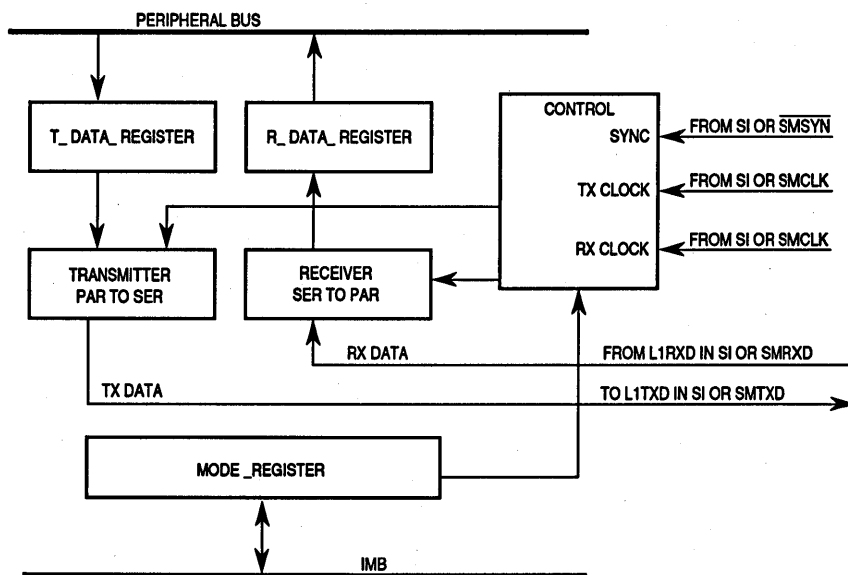 PERIPHERAL BUS
T_ DATA_ REGISTER
R_ DATA_ REGISTER
CONTROL
SYNC
FROM SI OR SMSYN
TX CLOCK
FROM SI OR SMCLK
RX CLOCK
FROM SI OR SMCLK
TRANSMITTER
PAR TO SER
RECEIVER
SER TO PAR
RX DATA
FROM L1RXD IN SI OR SMRXD
TX DATA
TO L1TXD IN SI OR SMTXD
MODE _REGISTER
IMB